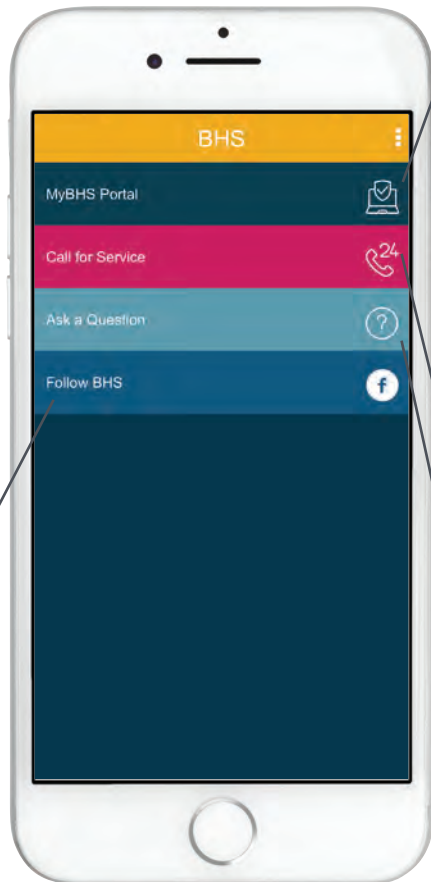 BHS
MyBHS Portal
Call for Service
24
Ask a Question
?
Follow BHS
f